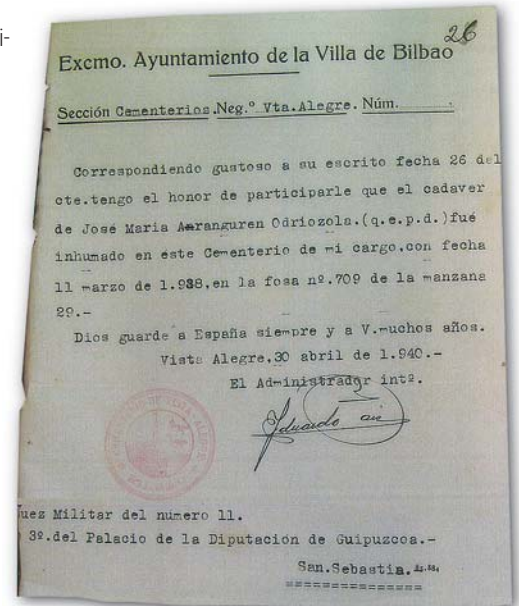 i-
26
Excmo. Ayuntamiento de la Villa de Bilbao
Sección Cementerios. Neg.º Vta.Alegre. Núm.
Correspondiendo gustoso a su escrito fecha 26 del
cte.tengo el honor de participarle que el cadaver
de José Maria Aranguren Odriozola.(q.e.p.d.)fué
inhumado en este Cementerio de mi cargo,con fecha
11 marzo de 1.938,en la fosa nº.709 de la manzana
29.-
Dios guarde a España siempre y a V.muchos años.
Vista Alegre,30 abril de 1.940.-
El Administrador intº.
Eduardo
uez Militar del número 11.
3º.del Palacio de la Diputación de Guipuzcoa.-
San.Sebastia.
===============